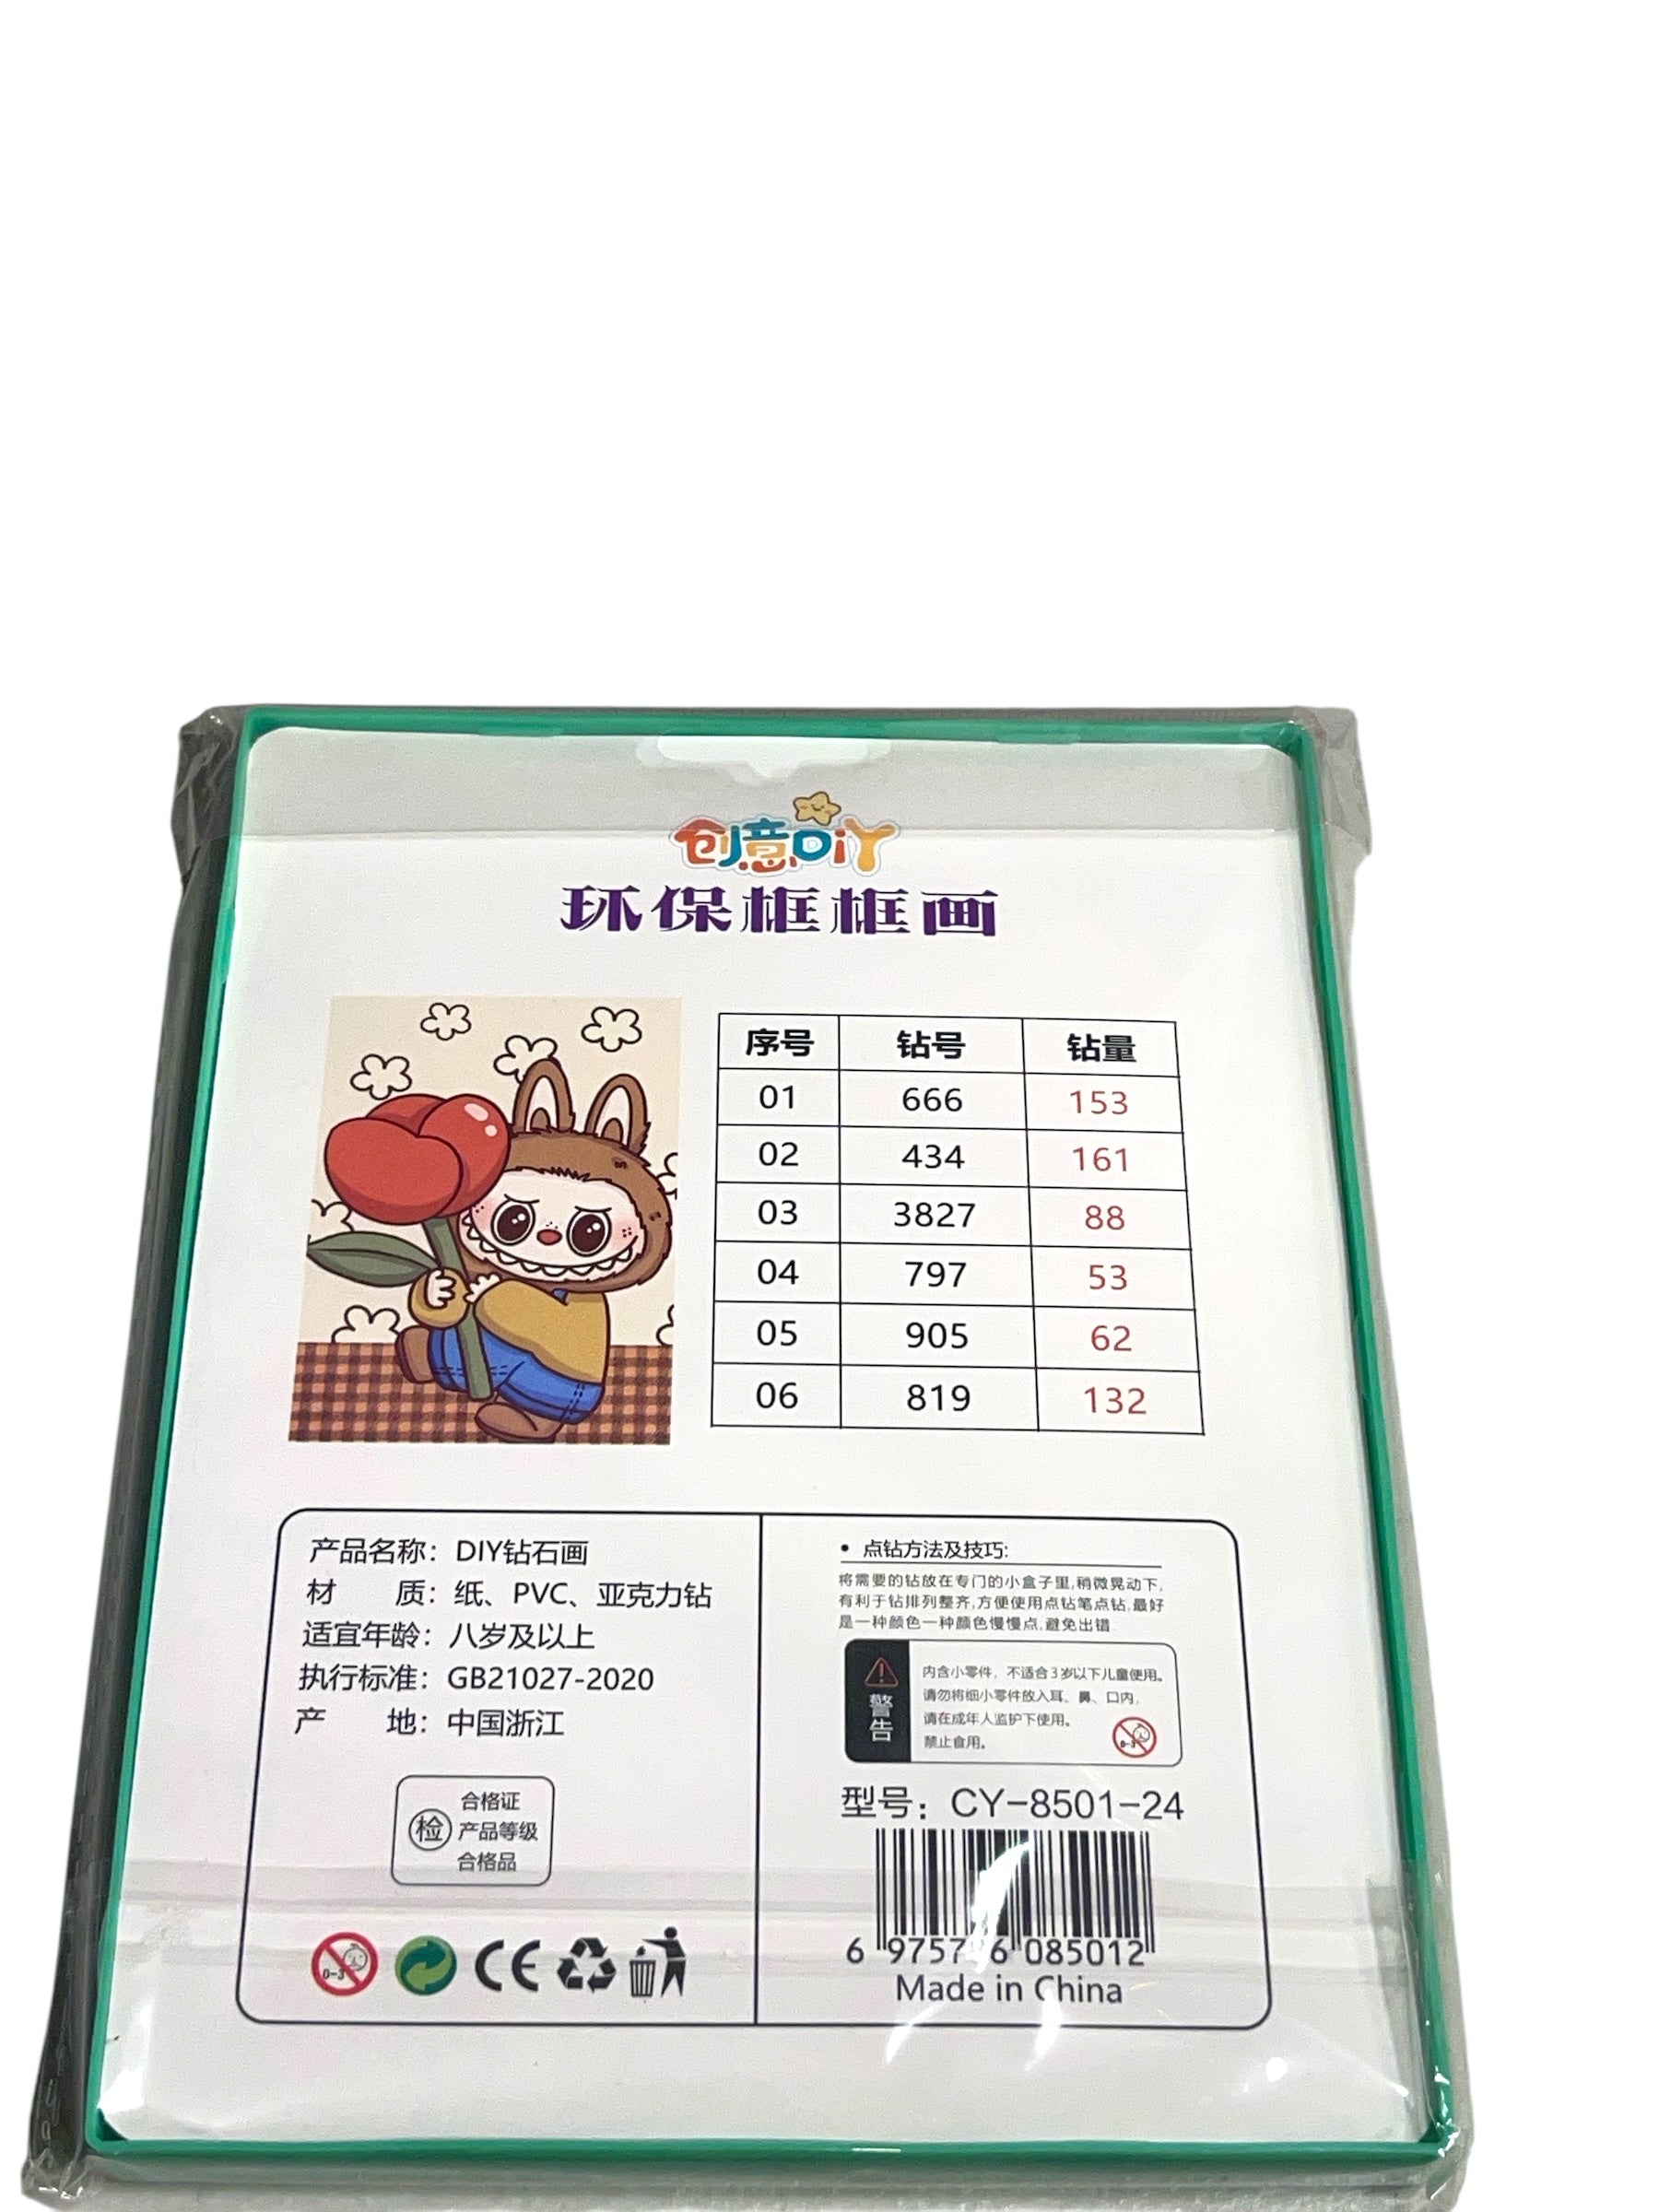 创意DiY
环保框框画
序号 钻号 钻量
01 666 153
02 434 161
03 3827 88
04 797 53
05 905 62
06 819 132
产品名称：DIY钻石画
材 质：纸、PVC、亚克力钻
适宜年龄：八岁及以上
执行标准：GB21027-2020
产 地：中国浙江
检
合格证
产品等级
合格品
0-3
CE
• 点钻方法及技巧:
将需要的钻放在专门的小盒子里,稍微晃动下,
有利于钻排列整齐,方便使用点钻笔点钻,最好
是一种颜色一种颜色慢慢点,避免出错.
警告
内含小零件，不适合3岁以下儿童使用。
请勿将细小零件放入耳、鼻、口内，
请在成年人监护下使用。
禁止食用。
0-3
型号：CY-8501-24
6 085012
Made in China